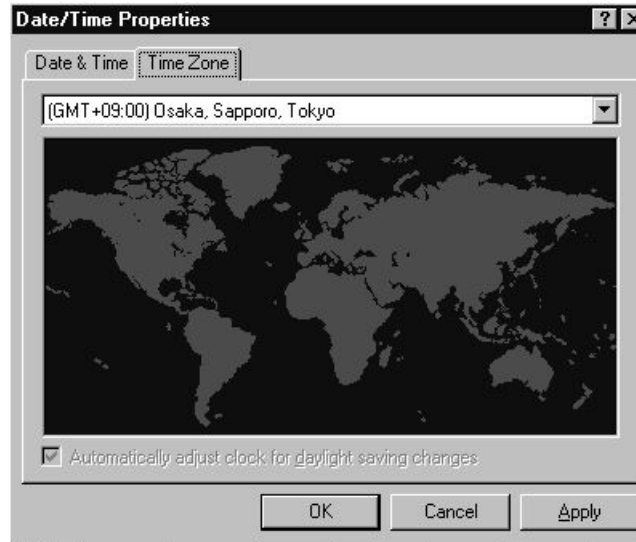 Date/Time Properties
Date & Time Time Zone
(GMT+09:00) Osaka, Sapporo, Tokyo
Automatically adjust clock for daylight saving changes
OK Cancel Apply